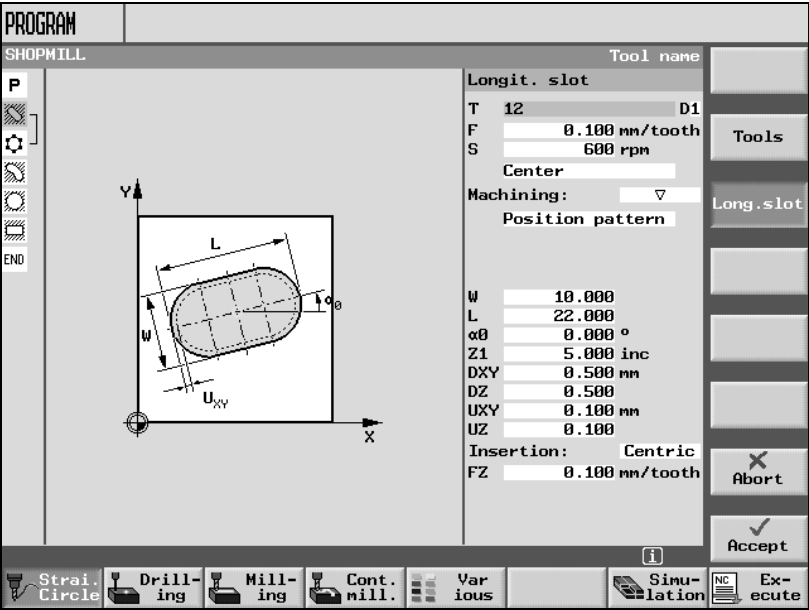 PROGRAM
SHOPMILL
Tool name
P
END
Y
L
α0
W
UXY
X
Longit. slot
T 12 D1
F 0.100 mm/tooth
S 600 rpm
Center
Machining: ▽
Position pattern
W 10.000
L 22.000
α0 0.000 °
Z1 5.000 inc
DXY 0.500 mm
DZ 0.500
UXY 0.100 mm
UZ 0.100
Insertion: Centric
FZ 0.100 mm/tooth
i
Tools
Long.slot
Abort
Accept
Strai.
Circle
Drill-
ing
Mill-
ing
Cont.
mill.
Var
ious
Simu-
lation
NC
Ex-
ecute